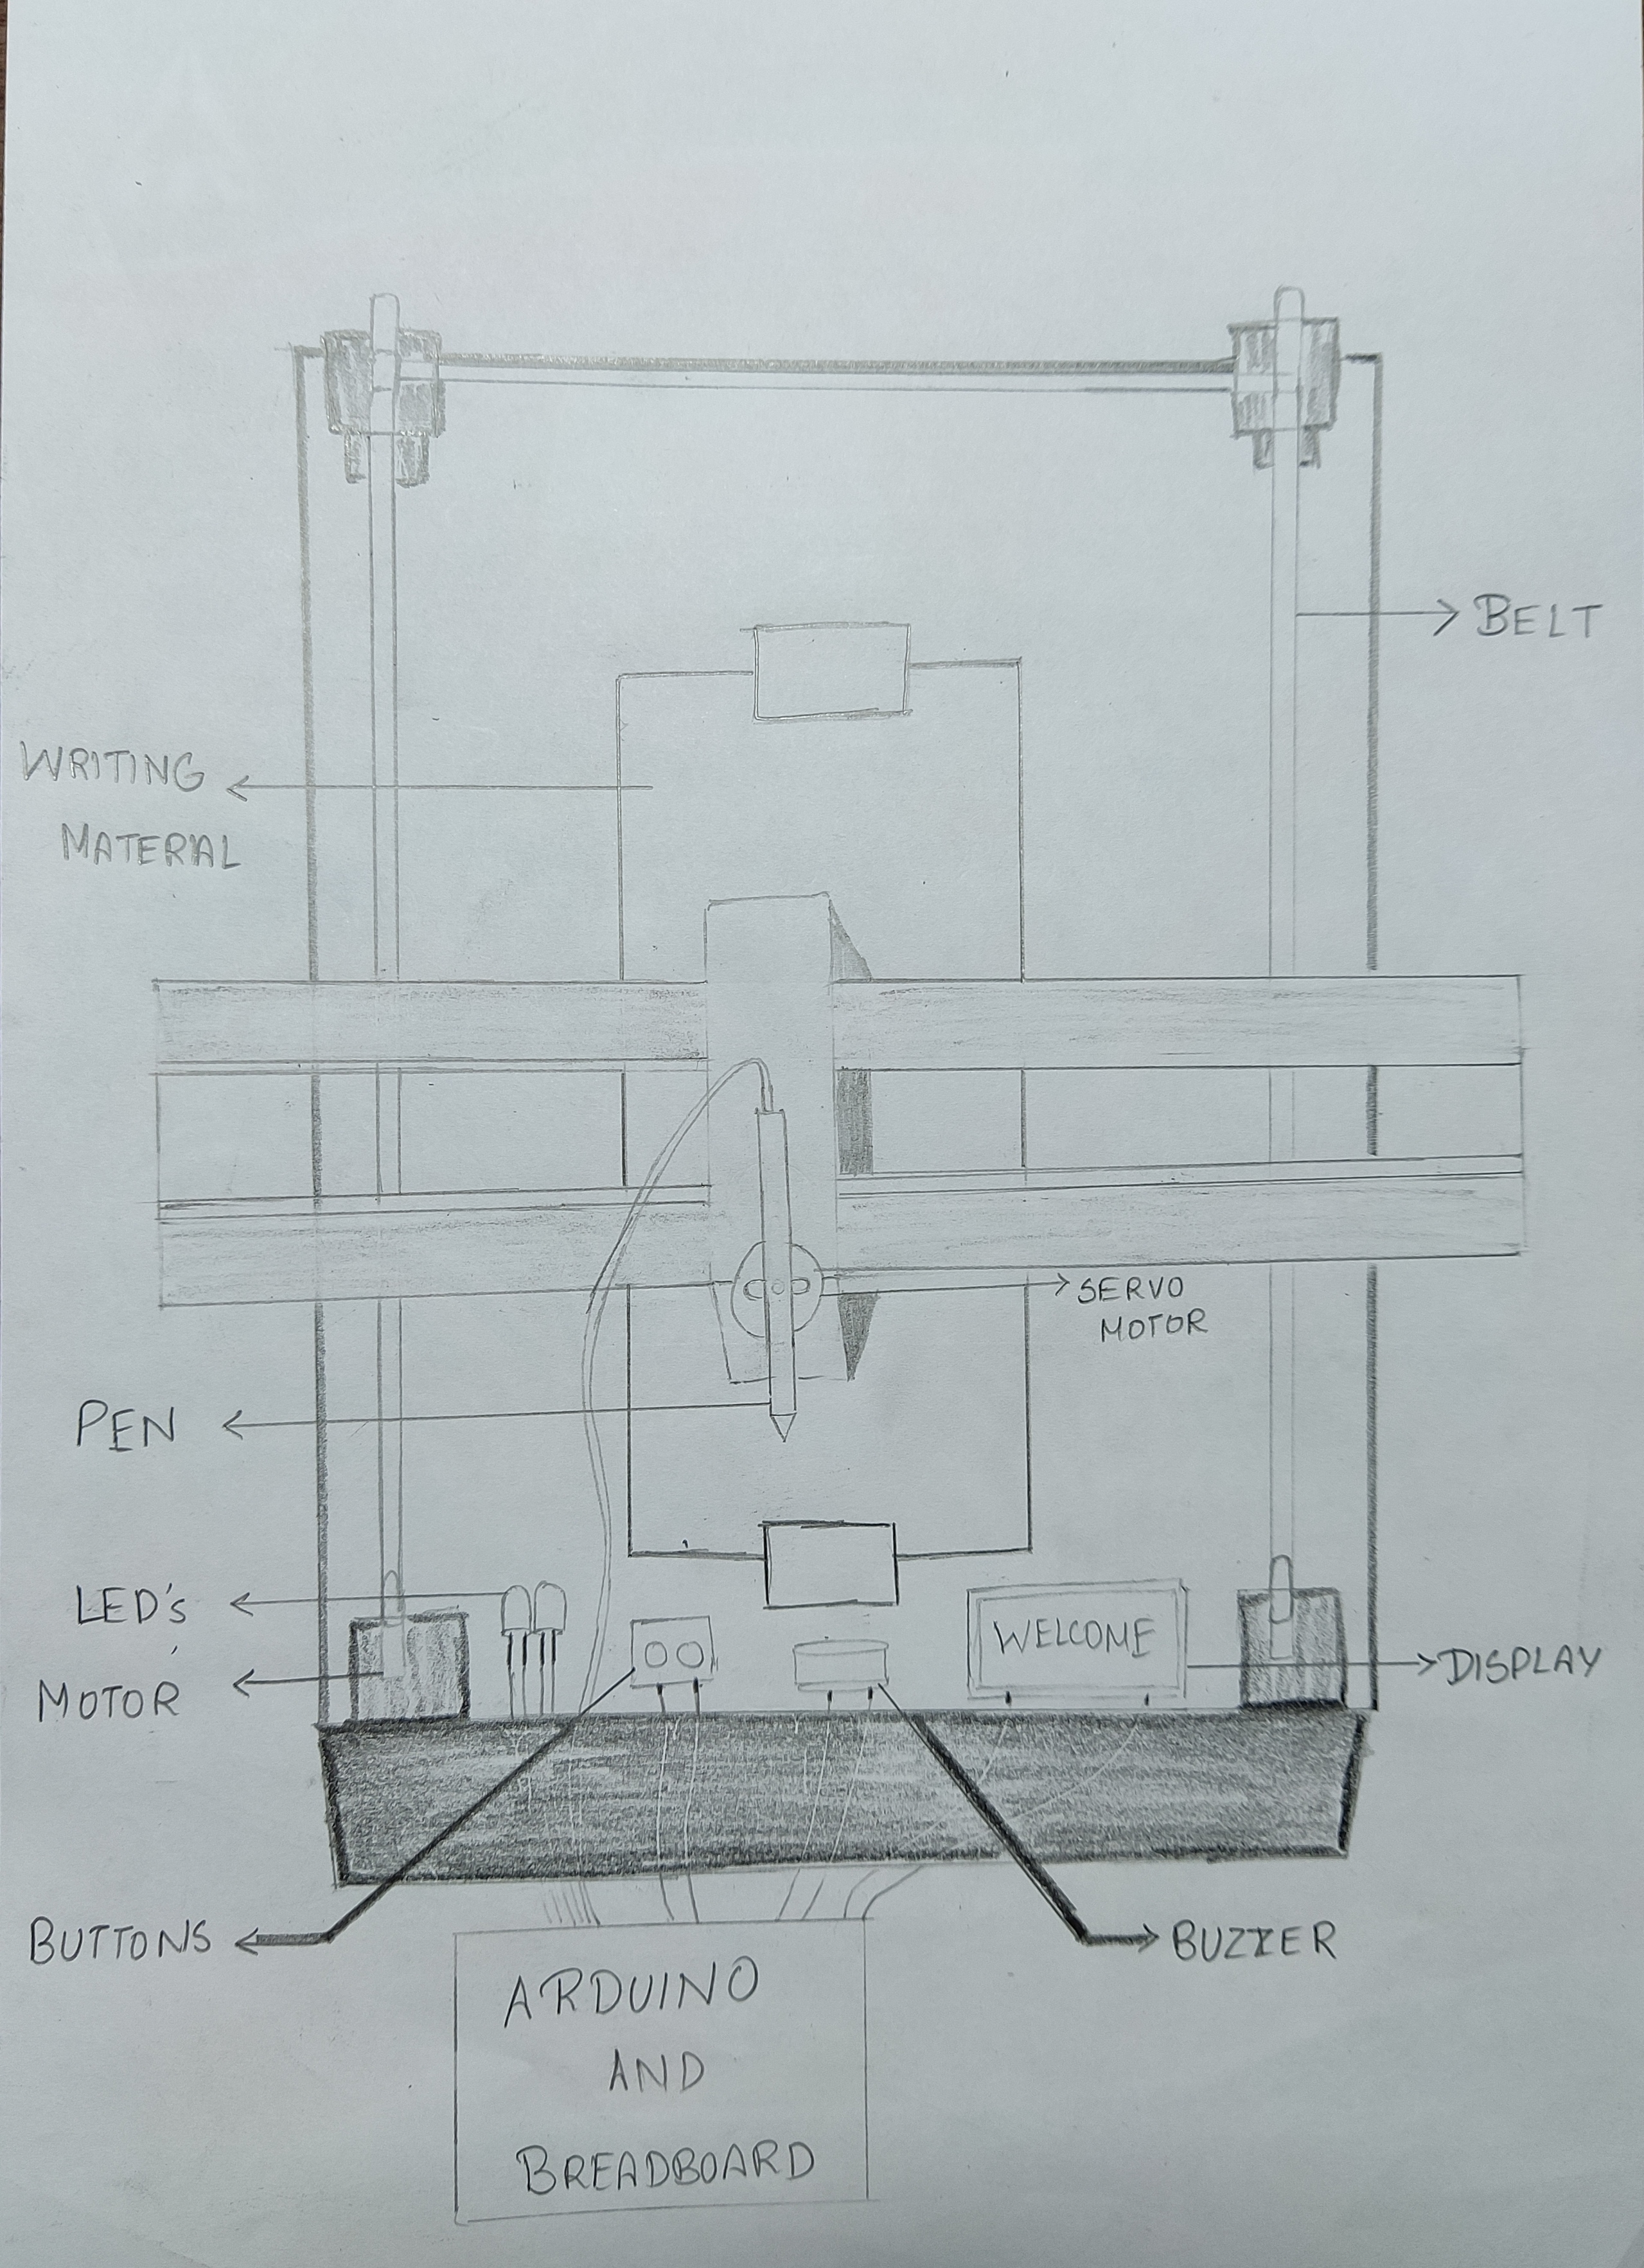 BELT
WRITING
MATERIAL
SERVO
MOTOR
PEN
LED's
WELCOME
DISPLAY
MOTOR
BUTTONS
BUZZER
ARDUINO
AND
BREADBOARD